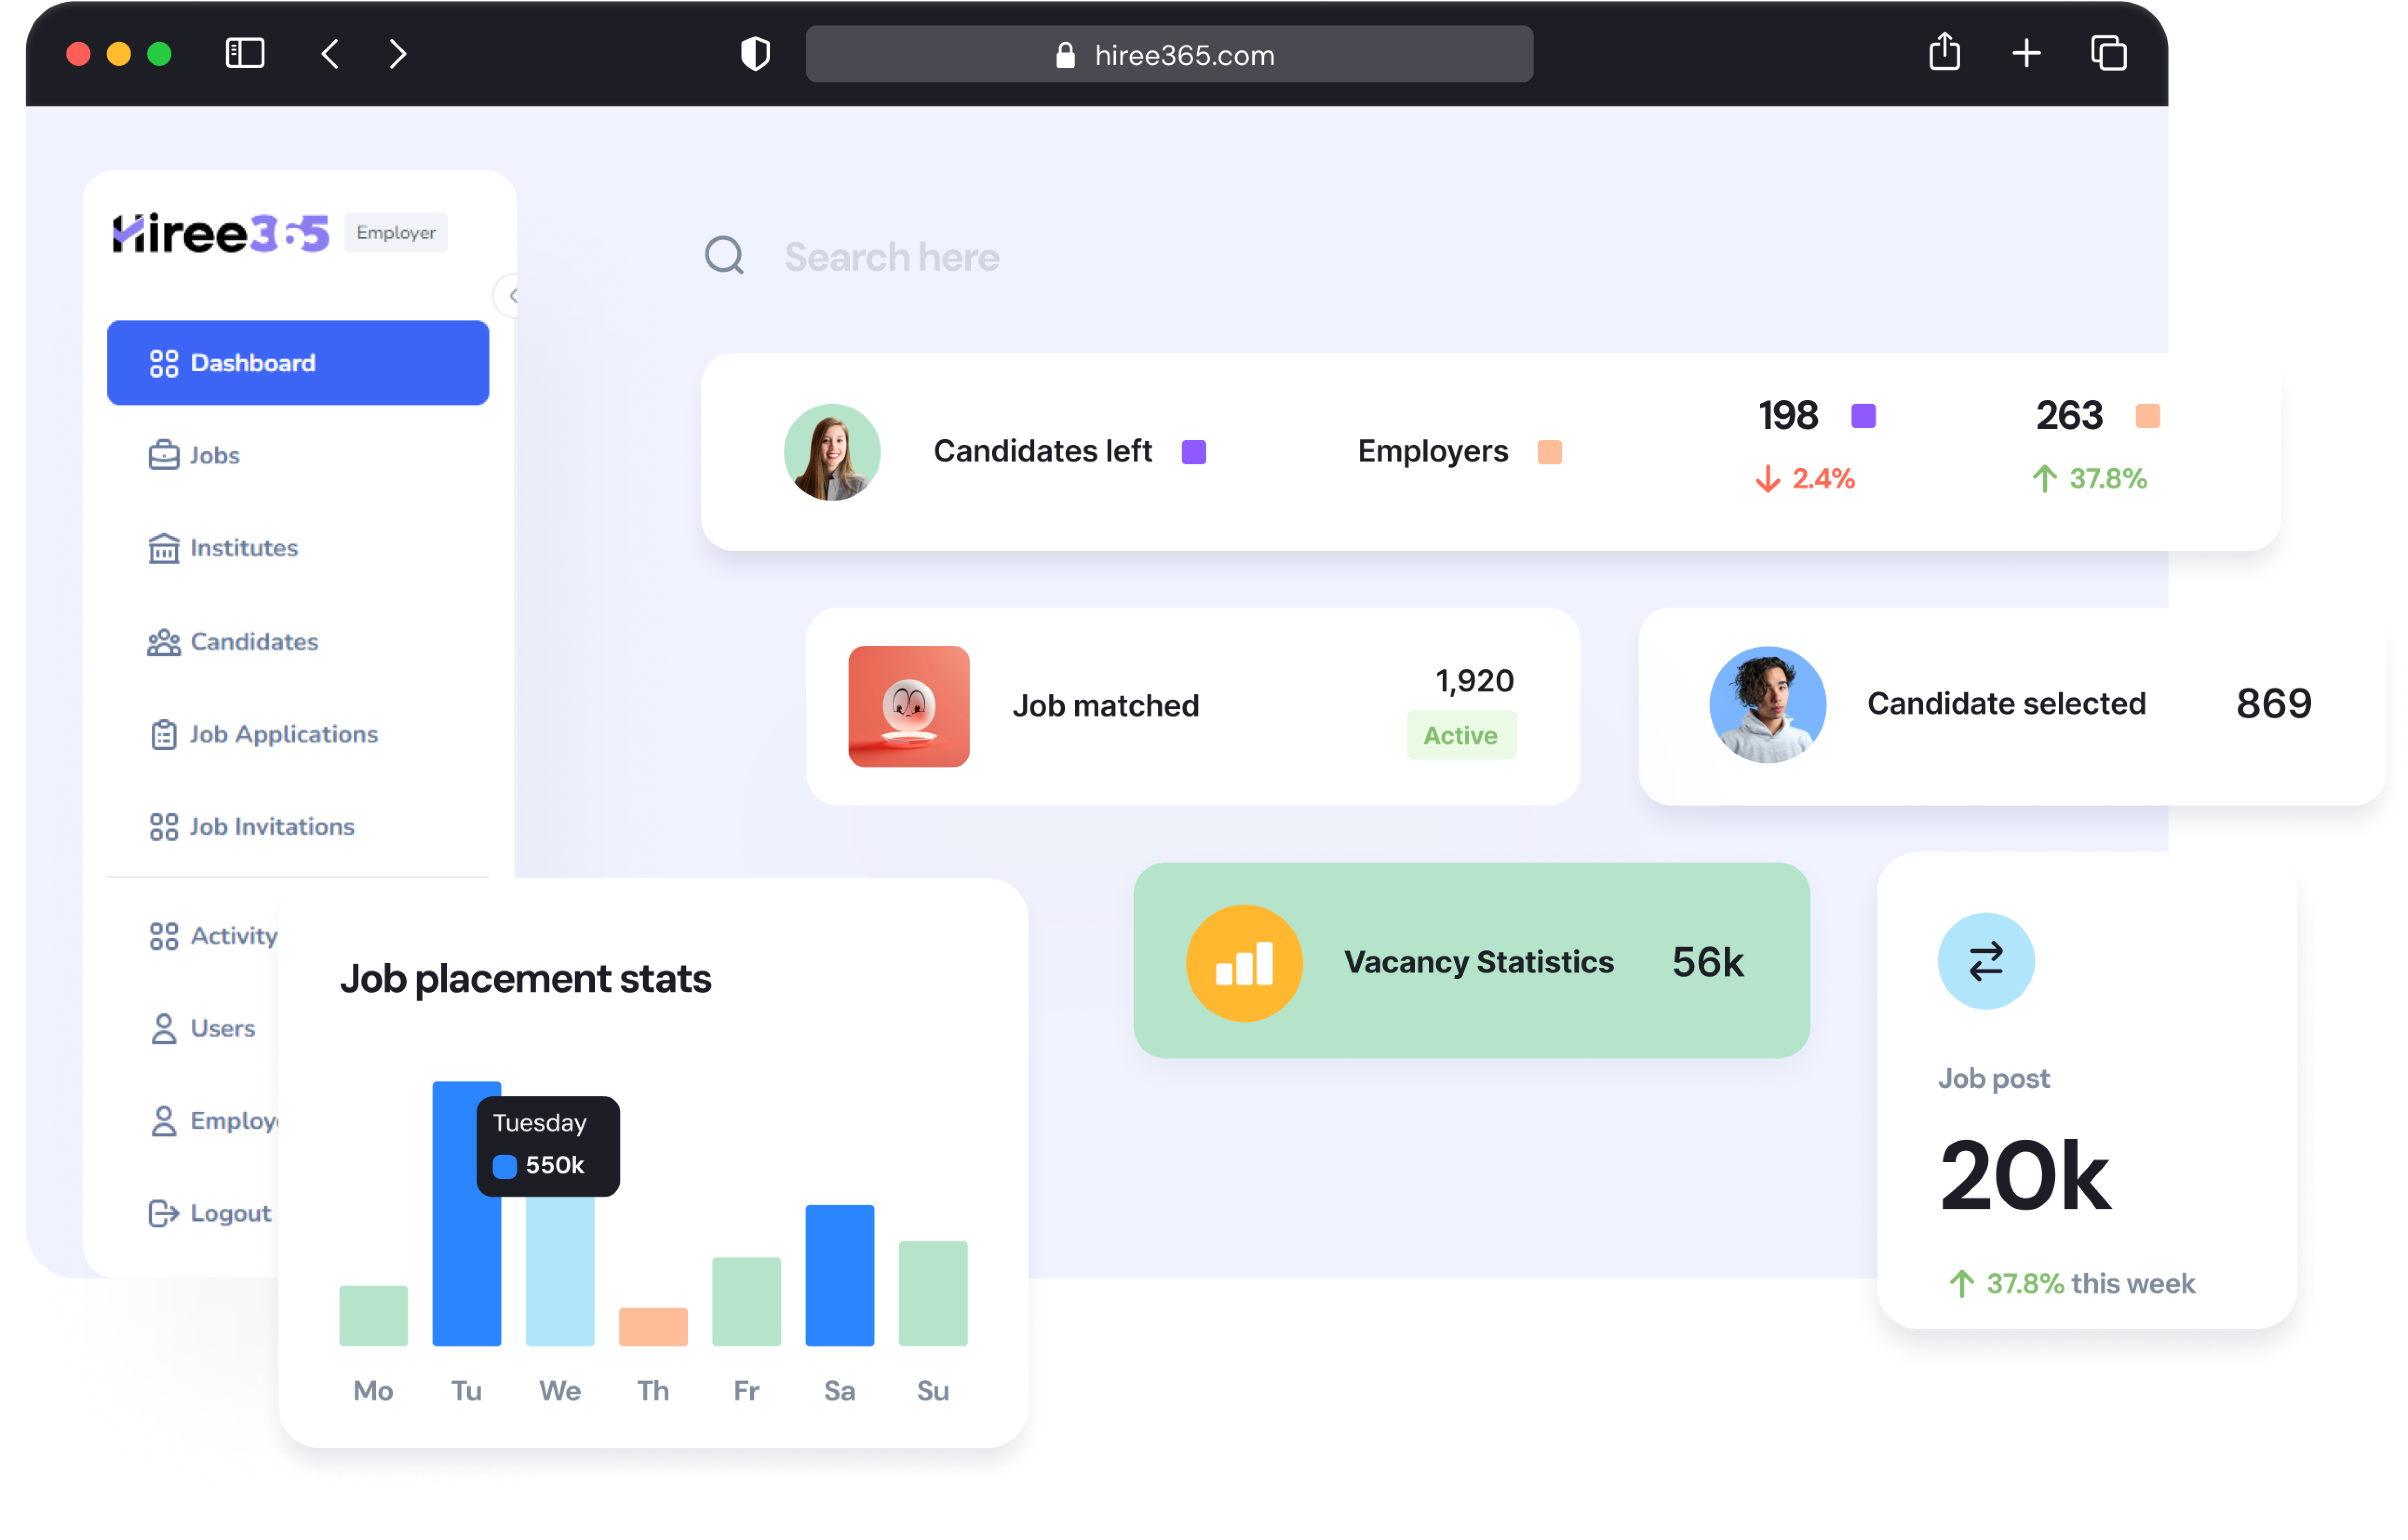 hiree365.com
Hiree365 Employer
Search here
Dashboard
Jobs
Institutes
Candidates
Job Applications
Job Invitations
Activity
Users
Logout
Candidates left
Employers
198
263
2.4%
37.8%
Job matched
1,920
Active
Candidate selected
869
Vacancy Statistics
56k
Job post
20k
37.8% this week
Job placement stats
Tuesday
550k
Mo Tu We Th Fr Sa Su